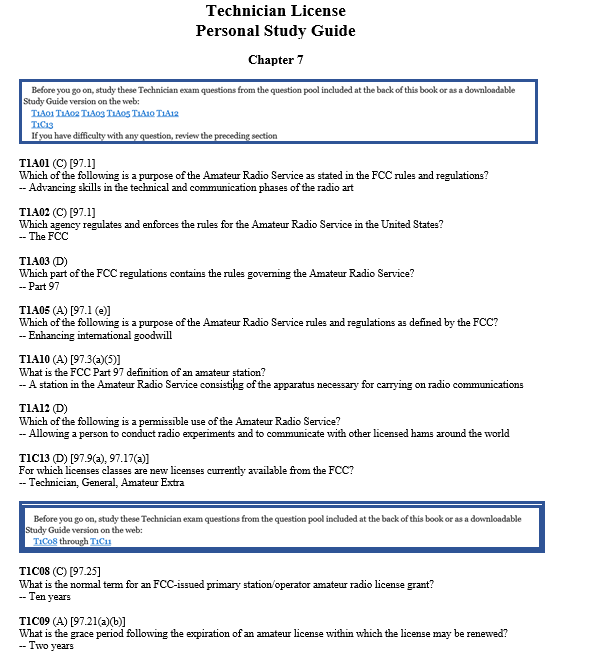 Technician License
Personal Study Guide
Chapter 7
Before you go on, study these Technician exam questions from the question pool included at the back of this book or as a downloadable
Study Guide version on the web:
T1A01 T1A02 T1A03 T1A05 T1A10 T1A12
T1C13
If you have difficulty with any question, review the preceding section
T1A01 (C) [97.1]
Which of the following is a purpose of the Amateur Radio Service as stated in the FCC rules and regulations?
-- Advancing skills in the technical and communication phases of the radio art
T1A02 (C) [97.1]
Which agency regulates and enforces the rules for the Amateur Radio Service in the United States?
-- The FCC
T1A03 (D)
Which part of the FCC regulations contains the rules governing the Amateur Radio Service?
-- Part 97
T1A05 (A) [97.1 (e)]
Which of the following is a purpose of the Amateur Radio Service rules and regulations as defined by the FCC?
-- Enhancing international goodwill
T1A10 (A) [97.3(a)(5)]
What is the FCC Part 97 definition of an amateur station?
-- A station in the Amateur Radio Service consisting of the apparatus necessary for carrying on radio communications
T1A12 (D)
Which of the following is a permissible use of the Amateur Radio Service?
-- Allowing a person to conduct radio experiments and to communicate with other licensed hams around the world
T1C13 (D) [97.9(a), 97.17(a)]
For which licenses classes are new licenses currently available from the FCC?
-- Technician, General, Amateur Extra
Before you go on, study these Technician exam questions from the question pool included at the back of this book or as a downloadable
Study Guide version on the web:
T1C08 through T1C11
T1C08 (C) [97.25]
What is the normal term for an FCC-issued primary station/operator amateur radio license grant?
-- Ten years
T1C09 (A) [97.21(a)(b)]
What is the grace period following the expiration of an amateur license within which the license may be renewed?
-- Two years